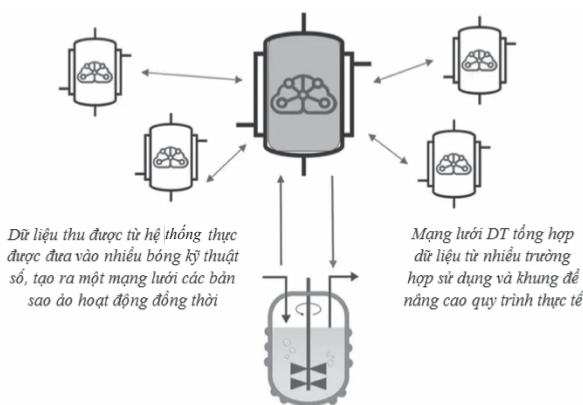 Dữ liệu thu được từ hệ thống thực
được đưa vào nhiều bóng kỹ thuật
số, tạo ra một mạng lưới các bản
sao ảo hoạt động đồng thời
Mạng lưới DT tổng hợp
dữ liệu từ nhiều trường
hợp sử dụng và khung để
nâng cao quy trình thực tế